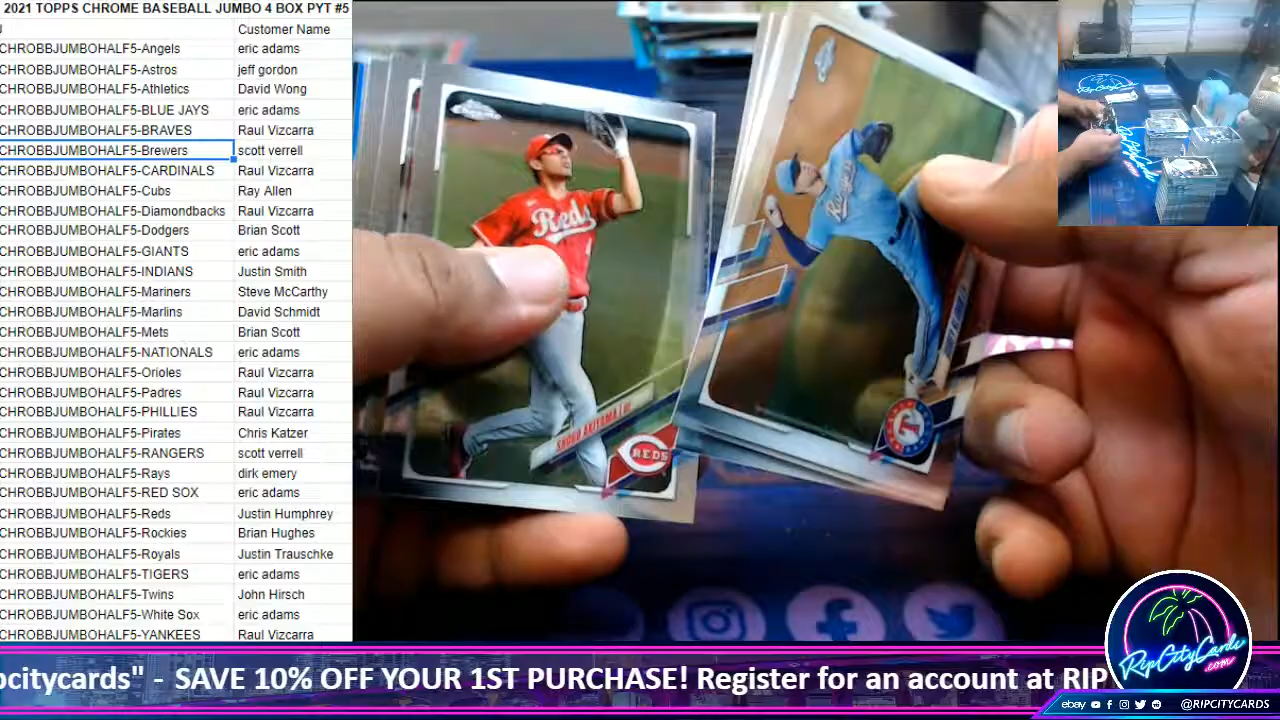 2021 TOPPS CHROME BASEBALL JUMBO 4 BOX PYT #5
Customer Name
CHROBBJUMBOHALF5-Angels eric adams
CHROBBJUMBOHALF5-Astros jeff gordon
CHROBBJUMBOHALF5-Athletics David Wong
CHROBBJUMBOHALF5-BLUE JAYS eric adams
CHROBBJUMBOHALF5-BRAVES Raul Vizcarra
CHROBBJUMBOHALF5-Brewers scott verrell
CHROBBJUMBOHALF5-CARDINALS Raul Vizcarra
CHROBBJUMBOHALF5-Cubs Ray Allen
CHROBBJUMBOHALF5-Diamondbacks Raul Vizcarra
CHROBBJUMBOHALF5-Dodgers Brian Scott
CHROBBJUMBOHALF5-GIANTS eric adams
CHROBBJUMBOHALF5-INDIANS Justin Smith
CHROBBJUMBOHALF5-Mariners Steve McCarthy
CHROBBJUMBOHALF5-Marlins David Schmidt
CHROBBJUMBOHALF5-Mets Brian Scott
CHROBBJUMBOHALF5-NATIONALS eric adams
CHROBBJUMBOHALF5-Orioles Raul Vizcarra
CHROBBJUMBOHALF5-Padres Raul Vizcarra
CHROBBJUMBOHALF5-PHILLIES Raul Vizcarra
CHROBBJUMBOHALF5-Pirates Chris Katzer
CHROBBJUMBOHALF5-RANGERS scott verrell
CHROBBJUMBOHALF5-Rays dirk emery
CHROBBJUMBOHALF5-RED SOX eric adams
CHROBBJUMBOHALF5-Reds Justin Humphrey
CHROBBJUMBOHALF5-Rockies Brian Hughes
CHROBBJUMBOHALF5-Royals Justin Trauschke
CHROBBJUMBOHALF5-TIGERS eric adams
CHROBBJUMBOHALF5-Twins John Hirsch
CHROBBJUMBOHALF5-White Sox eric adams
CHROBBJUMBOHALF5-YANKEES Raul Vizcarra
Reds
SHOGO AKIYAMA | OF
REDS
Rangers
T
RipCityCards
.com
pcitycards" - SAVE 10% OFF YOUR 1ST PURCHASE! Register for an account at RIP
ebay @RIPCITYCARDS